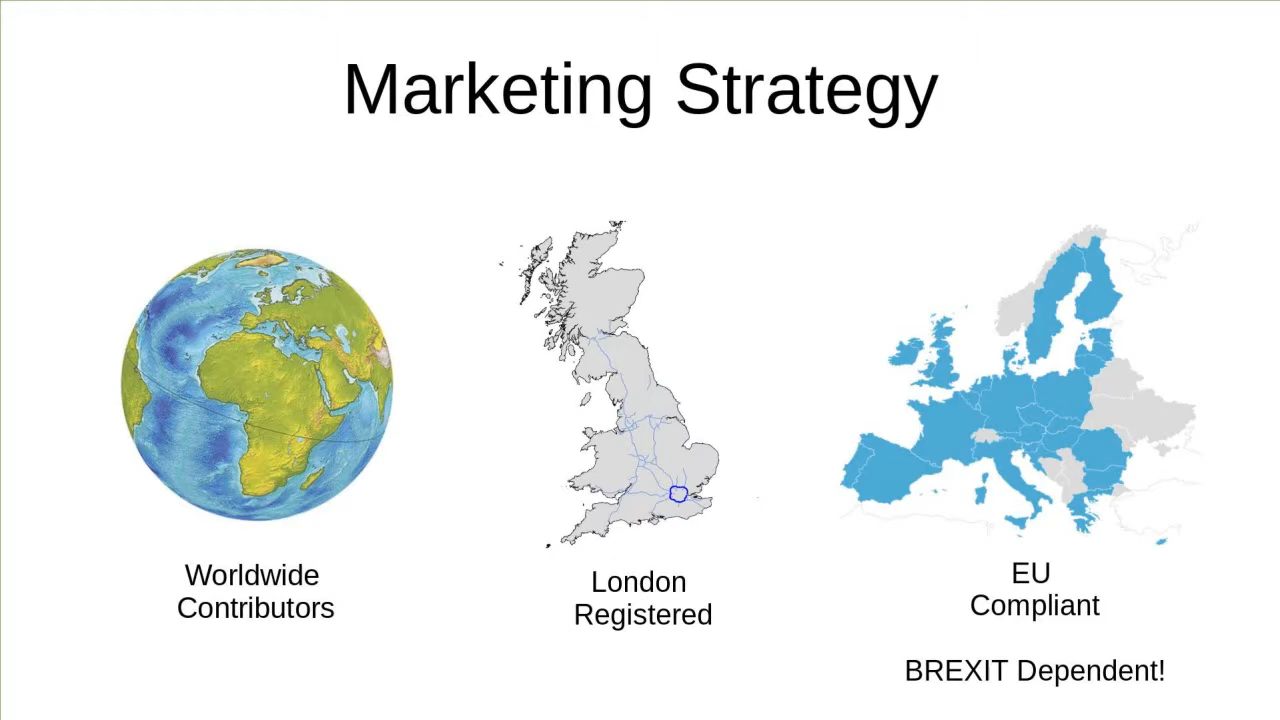 Marketing Strategy
Worldwide
Contributors
London
Registered
EU
Compliant
BREXIT Dependent!